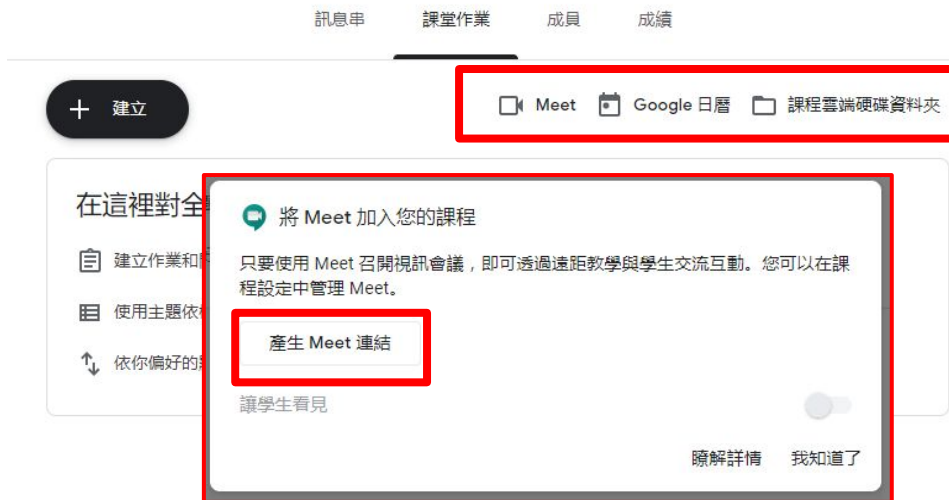 訊息串 課堂作業 成員 成績
建立
Meet Google 日曆 課程雲端硬碟資料夾
在這裡對全
建立作業和
使用主題依
依你偏好的
將 Meet 加入您的課程
只要使用 Meet 召開視訊會議，即可透過遠距教學與學生交流互動。您可以在課
程設定中管理 Meet。
產生 Meet 連結
讓學生看見
瞭解詳情 我知道了